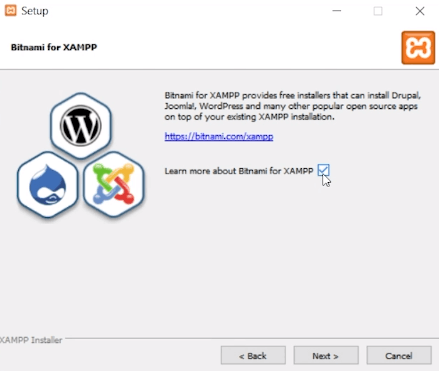 Setup
Bitnami for XAMPP
Bitnami for XAMPP provides free installers that can install Drupal,
Joomla!, WordPress and many other popular open source apps
on top of your existing XAMPP installation.
https://bitnami.com/xampp
Learn more about Bitnami for XAMPP
XAMPP Installer
< Back
Next >
Cancel